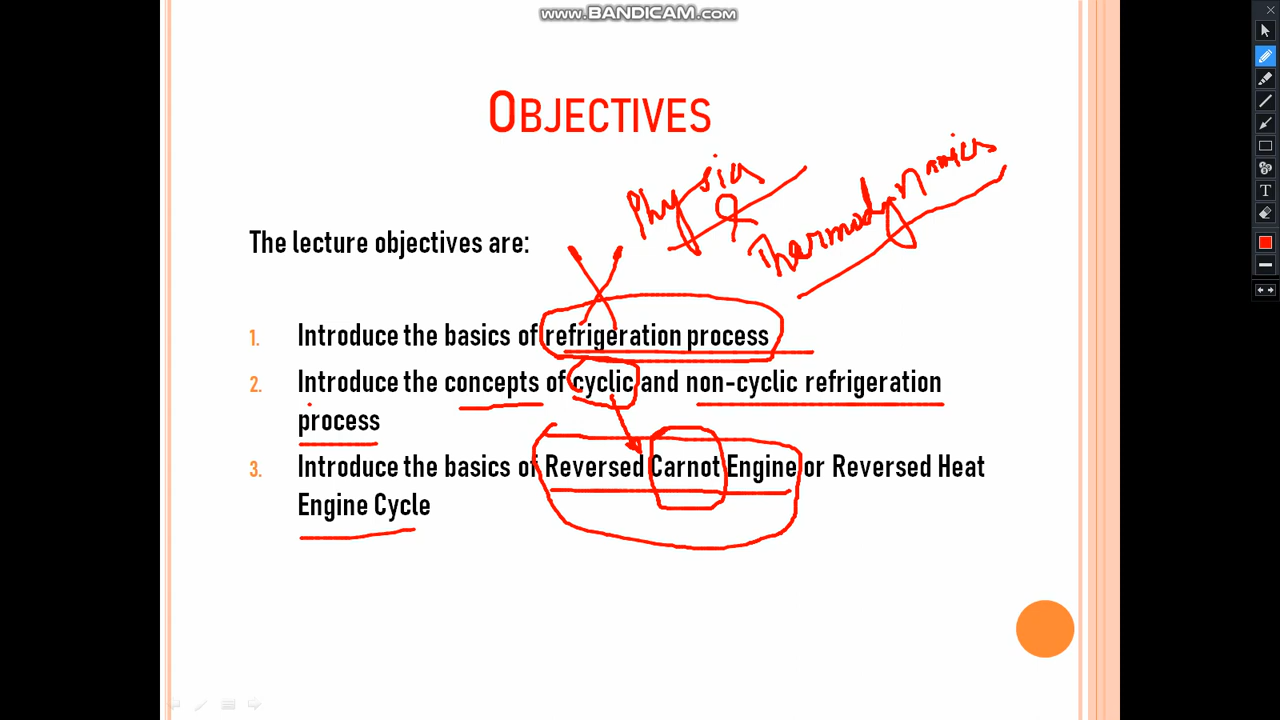 www.BANDICAM.com
OBJECTIVES
Physics
&
Thermodynamics
The lecture objectives are:
1. Introduce the basics of refrigeration process
2. Introduce the concepts of cyclic and non-cyclic refrigeration
process
3. Introduce the basics of Reversed Carnot Engine or Reversed Heat
Engine Cycle
T